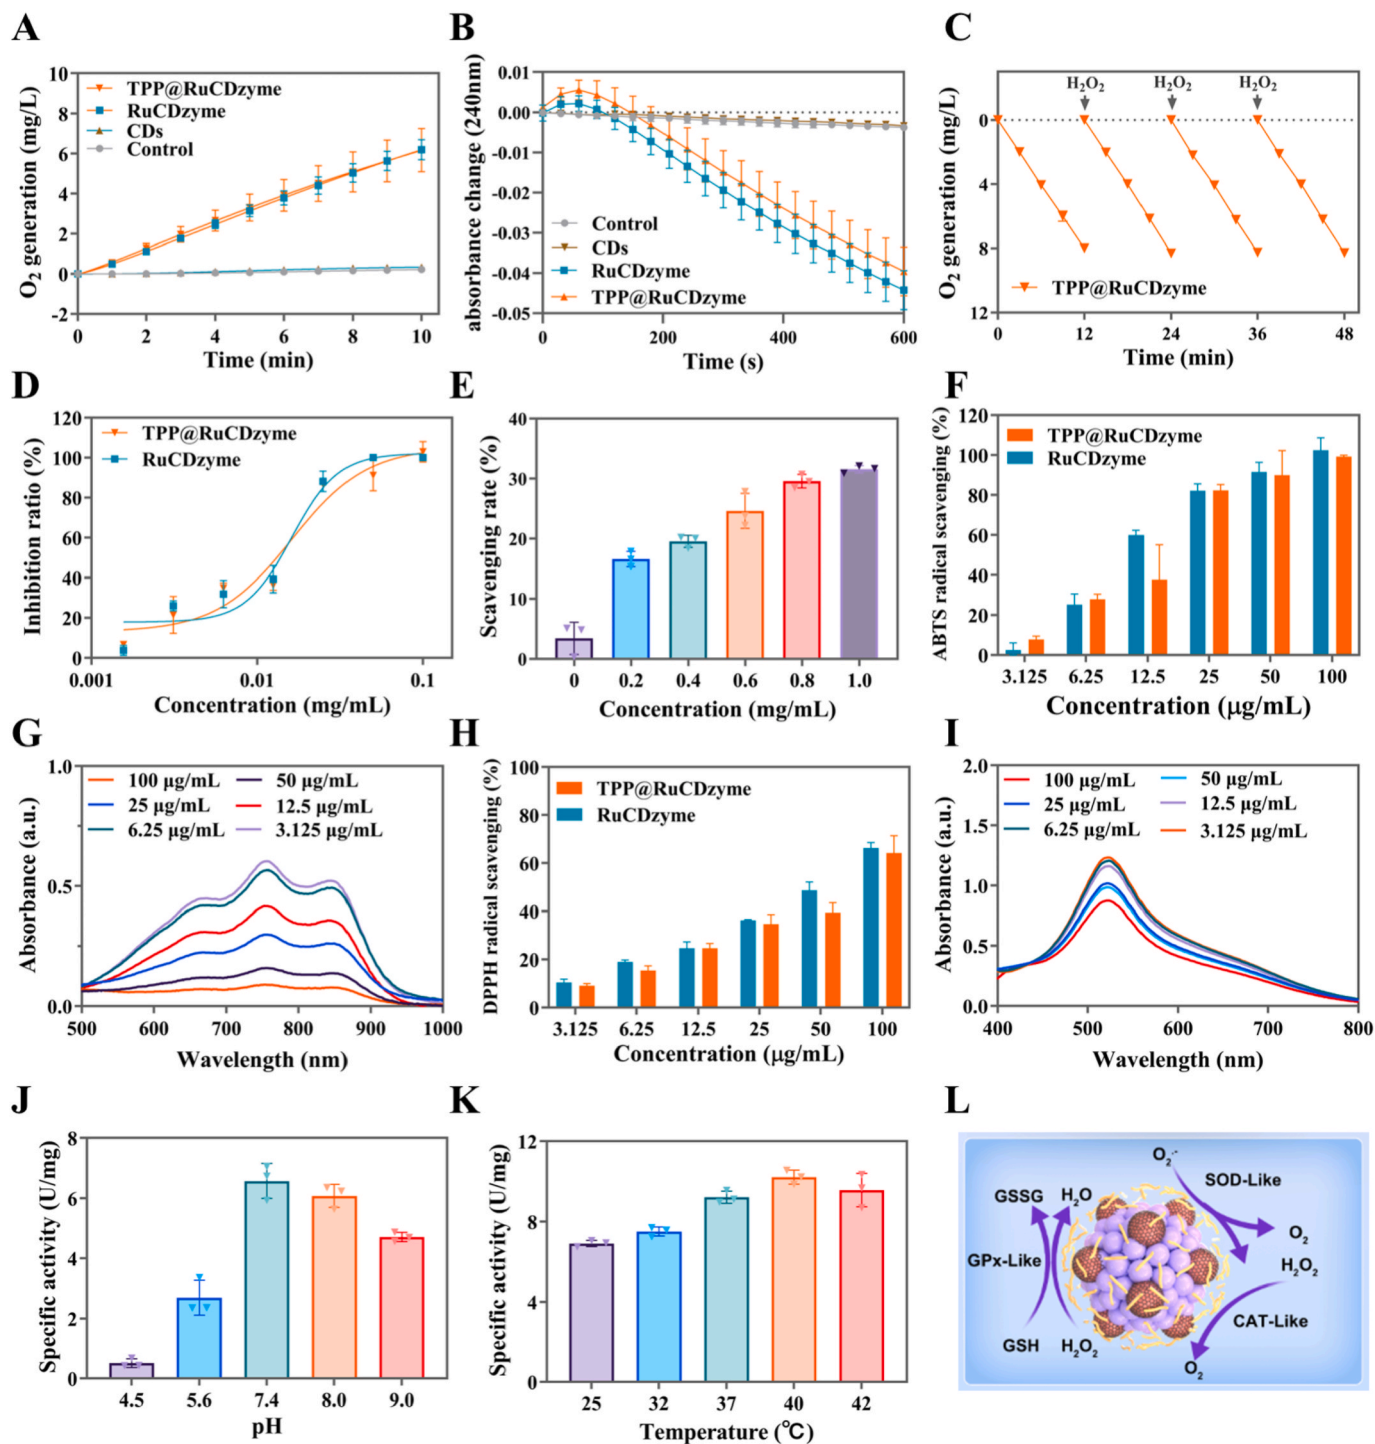 A
O₂ generation (mg/L)
10
8
6
4
2
0
-2
TPP@RuCDzyme
RuCDzyme
CDs
Control
0 2 4 6 8 10
Time (min)
B
absorbance change (240nm)
0.01
0.00
-0.01
-0.02
-0.03
-0.04
-0.05
Control
CDs
RuCDzyme
TPP@RuCDzyme
0 200 400 600
Time (s)
C
O₂ generation (mg/L)
H₂O₂ H₂O₂ H₂O₂
0
4
8
12
TPP@RuCDzyme
0 12 24 36 48
Time (min)
D
Inhibition ratio (%)
120
100
80
60
40
20
0
TPP@RuCDzyme
RuCDzyme
0.001 0.01 0.1
Concentration (mg/mL)
E
Scavenging rate (%)
40
30
20
10
0
0 0.2 0.4 0.6 0.8 1.0
Concentration (mg/mL)
F
ABTS radical scavenging (%)
120
100
80
60
40
20
0
TPP@RuCDzyme
RuCDzyme
3.125 6.25 12.5 25 50 100
Concentration (μg/mL)
G
Absorbance (a.u.)
1.0
0.5
0.0
100 μg/mL 50 μg/mL
25 μg/mL 12.5 μg/mL
6.25 μg/mL 3.125 μg/mL
500 600 700 800 900 1000
Wavelength (nm)
H
DPPH radical scavenging (%)
100
80
60
40
20
0
TPP@RuCDzyme
RuCDzyme
3.125 6.25 12.5 25 50 100
Concentration (μg/mL)
I
Absorbance (a.u.)
2.0
1.5
1.0
0.5
0.0
100 μg/mL 50 μg/mL
25 μg/mL 12.5 μg/mL
6.25 μg/mL 3.125 μg/mL
400 500 600 700 800
Wavelength (nm)
J
Specific activity (U/mg)
8
6
4
2
0
4.5 5.6 7.4 8.0 9.0
pH
K
Specific activity (U/mg)
12
8
4
0
25 32 37 40 42
Temperature (℃)
L
O₂·⁻
SOD-Like
GSSG H₂O
O₂
GPx-Like
H₂O₂
CAT-Like
GSH H₂O₂
O₂